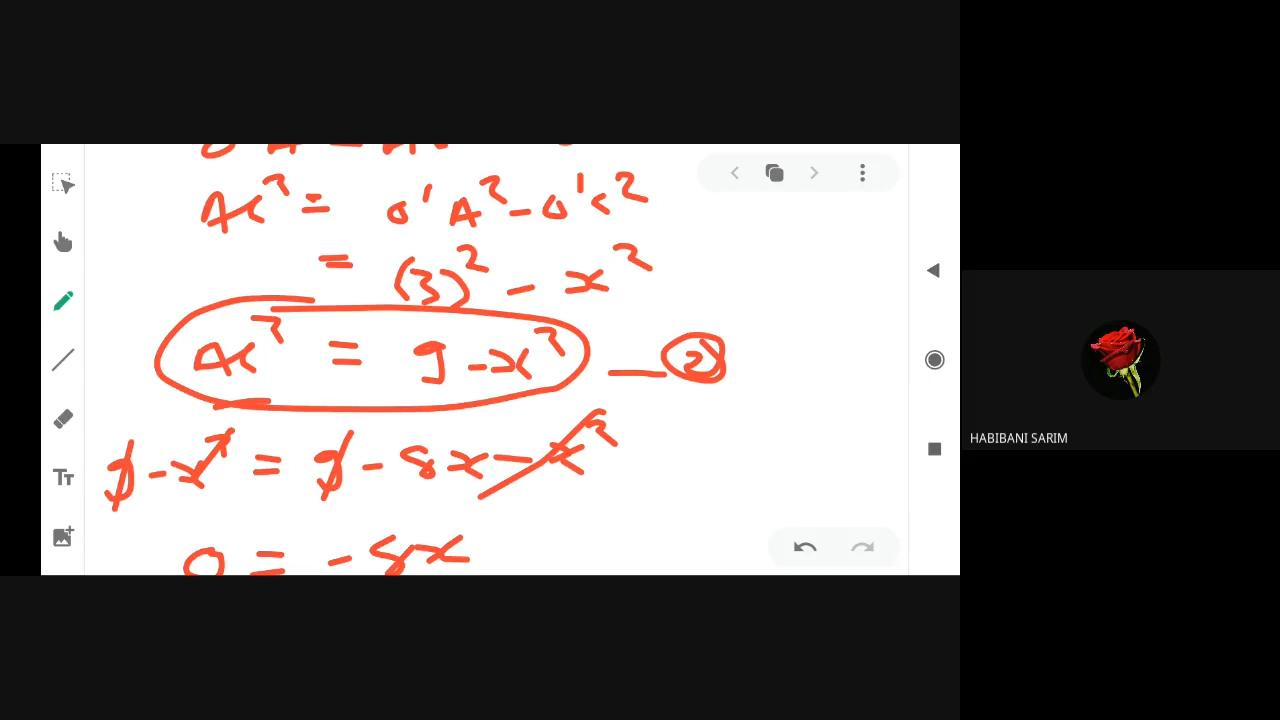 AC² = O'A² - O'C²
= (3)² - x²
AC² = 9 - x² — ②
9 - x² = 9 - 8x - x²
0 = - 8x
Tt
HABIBANI SARIM